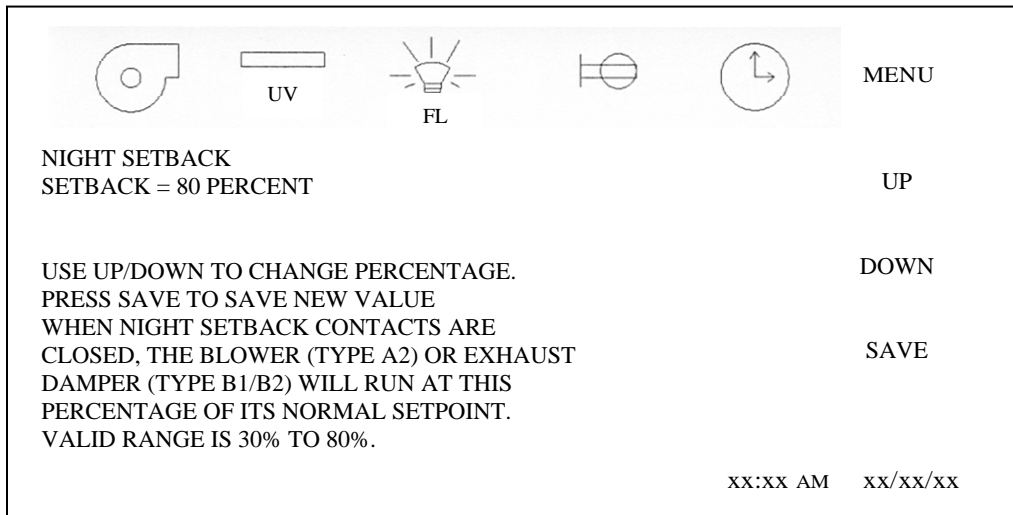 UV
FL
MENU
NIGHT SETBACK
SETBACK = 80 PERCENT
UP
USE UP/DOWN TO CHANGE PERCENTAGE.
DOWN
PRESS SAVE TO SAVE NEW VALUE
WHEN NIGHT SETBACK CONTACTS ARE
CLOSED, THE BLOWER (TYPE A2) OR EXHAUST
SAVE
DAMPER (TYPE B1/B2) WILL RUN AT THIS
PERCENTAGE OF ITS NORMAL SETPOINT.
VALID RANGE IS 30% TO 80%.
xx:xx AM xx/xx/xx